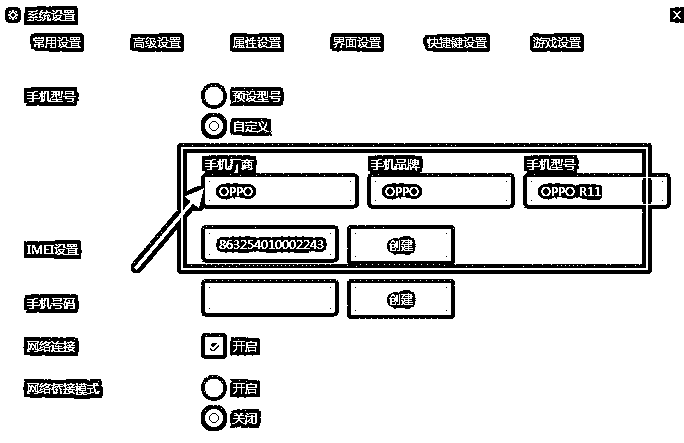 系统设置
常用设置 高级设置 属性设置 界面设置 快捷键设置 游戏设置
手机型号 预设型号
自定义
手机厂商 手机品牌 手机型号
OPPO OPPO OPPO R11
IMEI设置 863254010002243 创建
手机号码 创建
网络连接 开启
网络桥接模式 开启
关闭